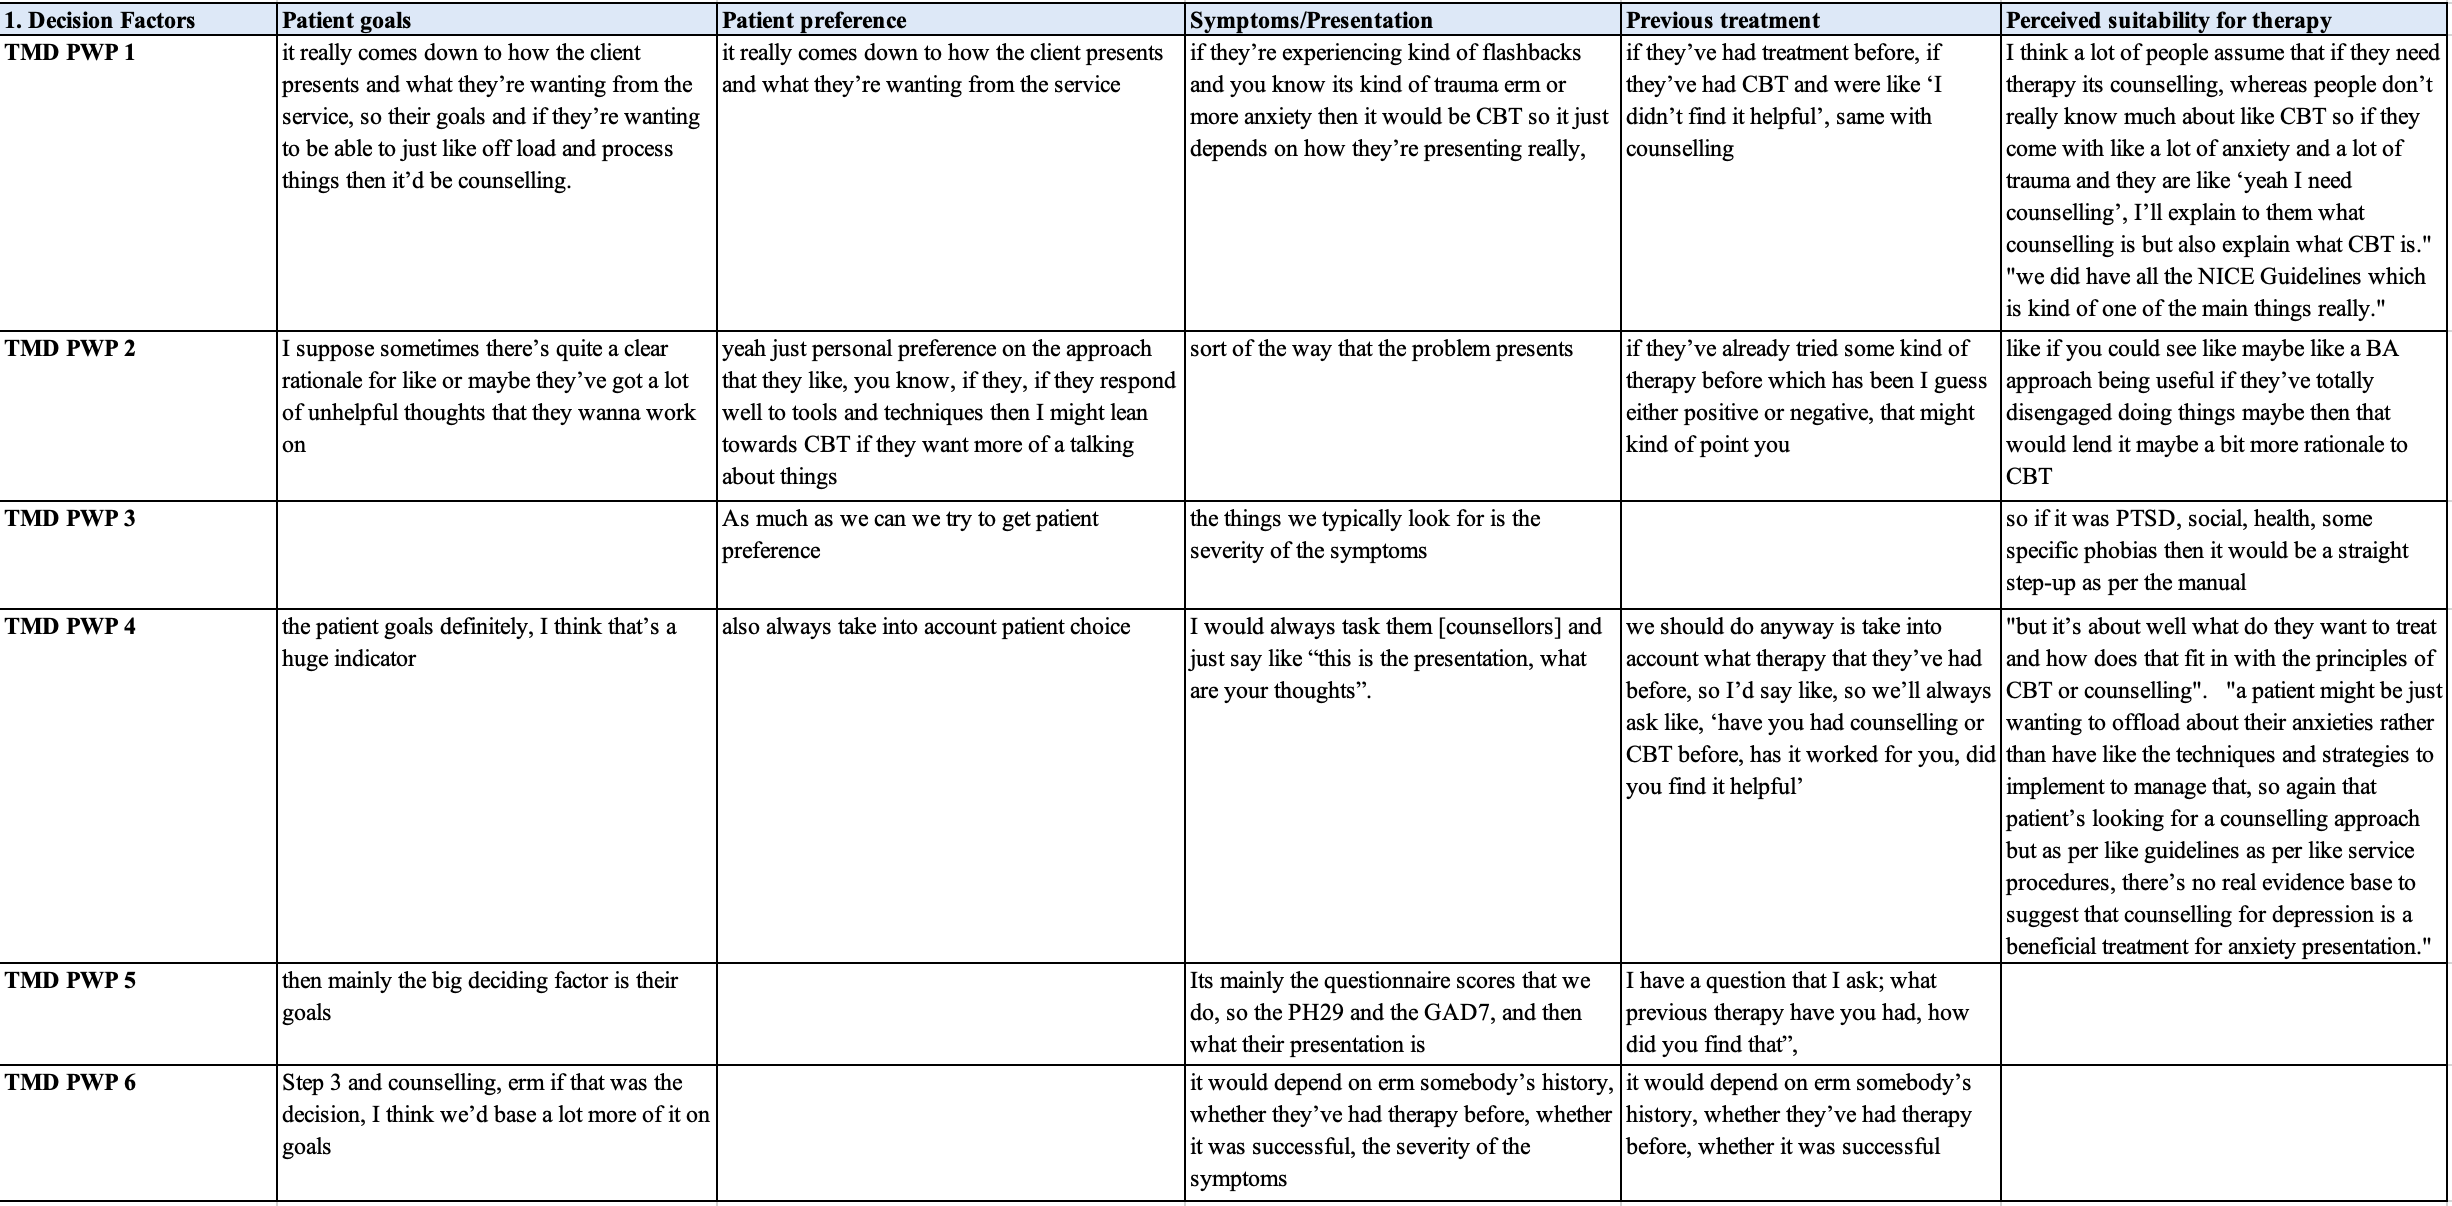 1. Decision Factors
Patient goals
Patient preference
Symptoms/Presentation
Previous treatment
Perceived suitability for therapy
TMD PWP 1
it really comes down to how the client
presents and what they’re wanting from the
service, so their goals and if they’re wanting
to be able to just like off load and process
things then it’d be counselling.
it really comes down to how the client presents
and what they’re wanting from the service
if they’re experiencing kind of flashbacks
and you know its kind of trauma erm or
more anxiety then it would be CBT so it just
depends on how they’re presenting really,
if they’ve had treatment before, if
they’ve had CBT and were like ‘I
didn’t find it helpful’, same with
counselling
I think a lot of people assume that if they need
therapy its counselling, whereas people don’t
really know much about like CBT so if they
come with like a lot of anxiety and a lot of
trauma and they are like ‘yeah I need
counselling’, I’ll explain to them what
counselling is but also explain what CBT is."
"we did have all the NICE Guidelines which
is kind of one of the main things really."
TMD PWP 2
I suppose sometimes there’s quite a clear
rationale for like or maybe they’ve got a lot
of unhelpful thoughts that they wanna work
on
yeah just personal preference on the approach
that they like, you know, if they, if they respond
well to tools and techniques then I might lean
towards CBT if they want more of a talking
about things
sort of the way that the problem presents
if they’ve already tried some kind of
therapy before which has been I guess
either positive or negative, that might
kind of point you
like if you could see like maybe like a BA
approach being useful if they’ve totally
disengaged doing things maybe then that
would lend it maybe a bit more rationale to
CBT
TMD PWP 3
As much as we can we try to get patient
preference
the things we typically look for is the
severity of the symptoms
so if it was PTSD, social, health, some
specific phobias then it would be a straight
step-up as per the manual
TMD PWP 4
the patient goals definitely, I think that’s a
huge indicator
also always take into account patient choice
I would always task them [counsellors] and
just say like “this is the presentation, what
are your thoughts”.
we should do anyway is take into
account what therapy that they’ve had
before, so I’d say like, so we’ll always
ask like, ‘have you had counselling or
CBT before, has it worked for you, did
you find it helpful’
"but it’s about well what do they want to treat
and how does that fit in with the principles of
CBT or counselling".   "a patient might be just
wanting to offload about their anxieties rather
than have like the techniques and strategies to
implement to manage that, so again that
patient’s looking for a counselling approach
but as per like guidelines as per like service
procedures, there’s no real evidence base to
suggest that counselling for depression is a
beneficial treatment for anxiety presentation."
TMD PWP 5
then mainly the big deciding factor is their
goals
Its mainly the questionnaire scores that we
do, so the PH29 and the GAD7, and then
what their presentation is
I have a question that I ask; what
previous therapy have you had, how
did you find that”,
TMD PWP 6
Step 3 and counselling, erm if that was the
decision, I think we’d base a lot more of it on
goals
it would depend on erm somebody’s history,
whether they’ve had therapy before, whether
it was successful, the severity of the
symptoms
it would depend on erm somebody’s
history, whether they’ve had therapy
before, whether it was successful